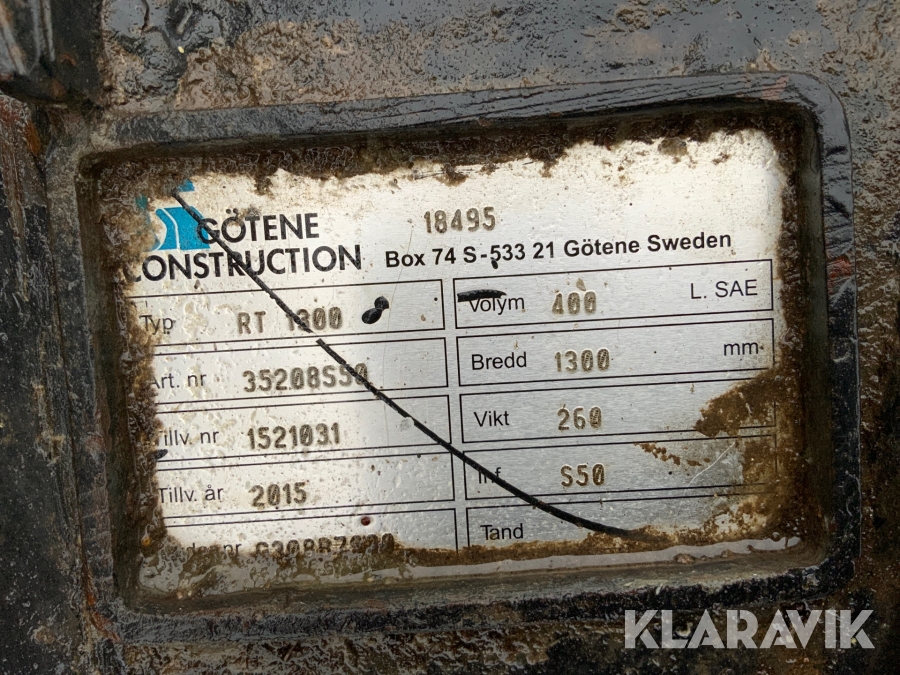 GÖTENE
CONSTRUCTION
18495
Box 74 S-533 21 Götene Sweden
Typ RT 1300
Volym 400 L. SAE
Art. nr 35208S50
Bredd 1300 mm
Tillv. nr 1521031
Vikt 260
Tillv. år 2015
Inf. S50
Tand
KLARAVIK